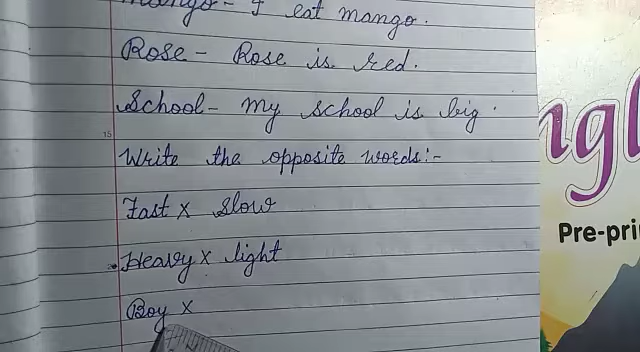 Mango - I eat mango.
Rose - Rose is red.
School - my school is big.
15
Write the opposite words:-
Fast x slow
Heavy x light
Boy x
Pre-pri